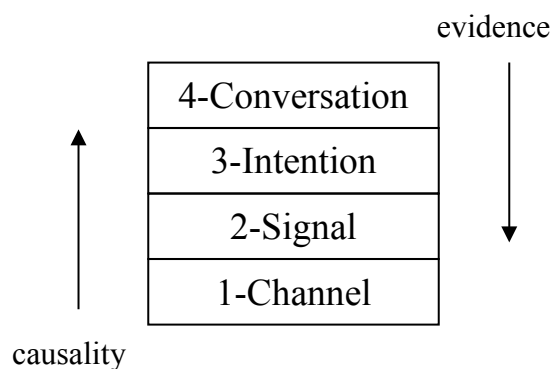 evidence
4-Conversation
3-Intention
2-Signal
1-Channel
causality